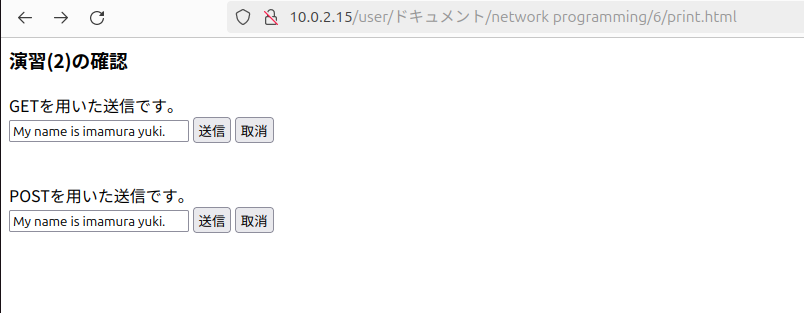 10.0.2.15/user/ドキュメント/network programming/6/print.html
演習(2)の確認
GETを用いた送信です。
My name is imamura yuki. 送信 取消
POSTを用いた送信です。
My name is imamura yuki. 送信 取消